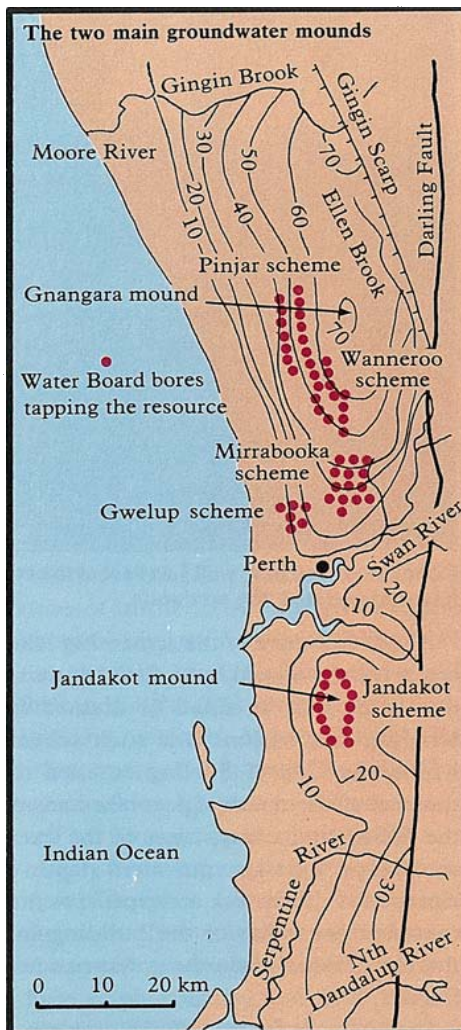 The two main groundwater mounds
Gingin Brook
Gingin Scarp
Moore River
Darling Fault
30
20
10
50
40
60
70
Ellen Brook
Pinjar scheme
Gnangara mound
70
Wanneroo
scheme
Water Board bores
tapping the resource
Mirrabooka
scheme
Gwelup scheme
Perth
Swan River
20
10
Jandakot mound
Jandakot
scheme
10
20
Indian Ocean
River
Serpentine
30
Nth
Dandalup River
0 10 20 km